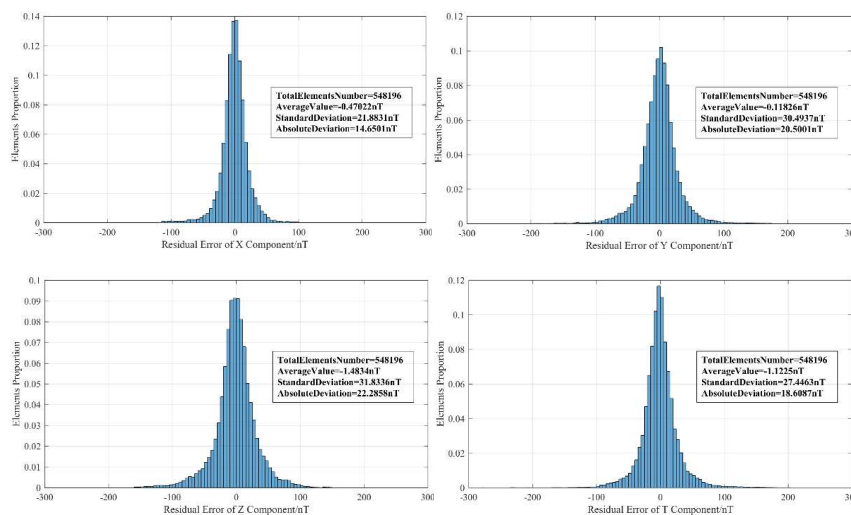 0.14
0.12
0.1
0.08
0.06
0.04
0.02
0
-300
-200
-100
0
100
200
300
Elements Proportion
Residual Error of X Component/nT
TotalElementsNumber=548196
AverageValue=-0.47022nT
StandardDeviation=21.8831nT
AbsoluteDeviation=14.6501nT
0.12
0.1
0.08
0.06
0.04
0.02
0
-300
-200
-100
0
100
200
300
Elements Proportion
Residual Error of Y Component/nT
TotalElementsNumber=548196
AverageValue=-0.11826nT
StandardDeviation=30.4937nT
AbsoluteDeviation=20.5001nT
0.1
0.09
0.08
0.07
0.06
0.05
0.04
0.03
0.02
0.01
0
-300
-200
-100
0
100
200
300
Elements Proportion
Residual Error of Z Component/nT
TotalElementsNumber=548196
AverageValue=-1.4834nT
StandardDeviation=31.8336nT
AbsoluteDeviation=22.2858nT
0.12
0.1
0.08
0.06
0.04
0.02
0
-300
-200
-100
0
100
200
300
Elements Proportion
Residual Error of T Component/nT
TotalElementsNumber=548196
AverageValue=-1.1225nT
StandardDeviation=27.4463nT
AbsoluteDeviation=18.6087nT